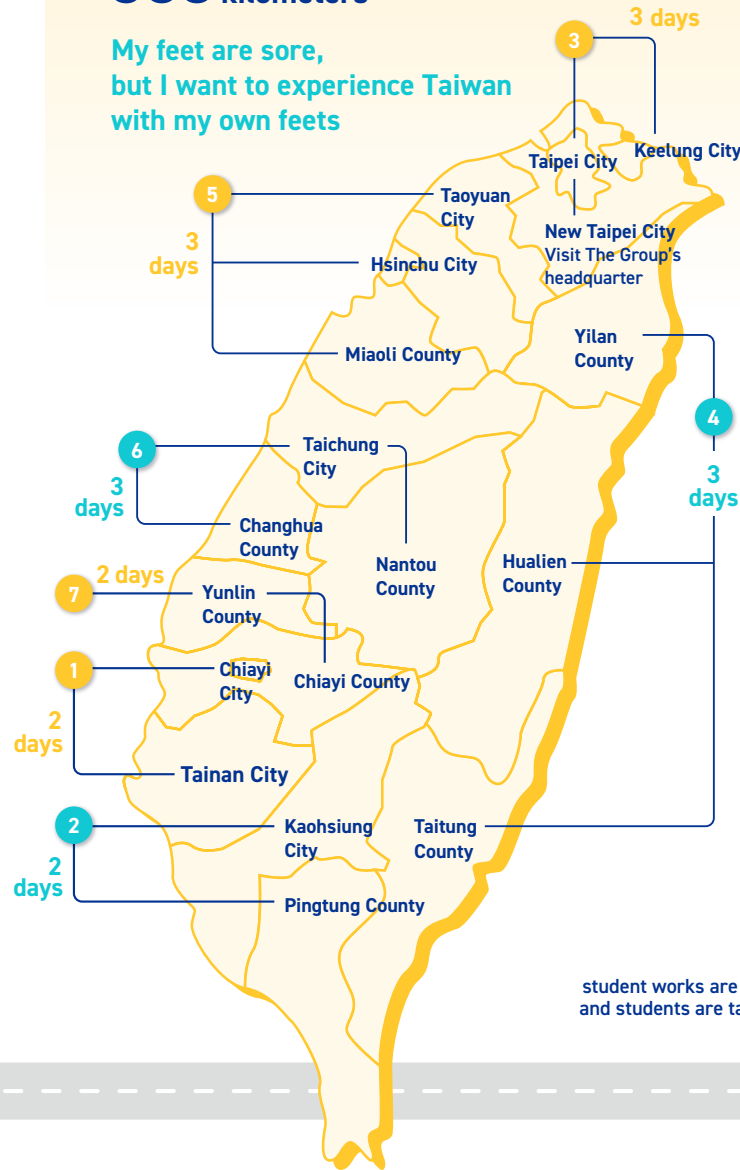 kilometers
My feet are sore,
but I want to experience Taiwan
with my own feets
3 days
3
Taipei City
Keelung City
New Taipei City
Visit The Group's
headquarter
5
3
days
Taoyuan
City
Hsinchu City
Miaoli County
Yilan
County
4
3
days
6
3
days
Taichung
City
Changhua
County
Nantou
County
Hualien
County
7
2 days
Yunlin
County
1
2
days
Chiayi
City
Chiayi County
Tainan City
2
2
days
Kaohsiung
City
Taitung
County
Pingtung County
student works are
and students are